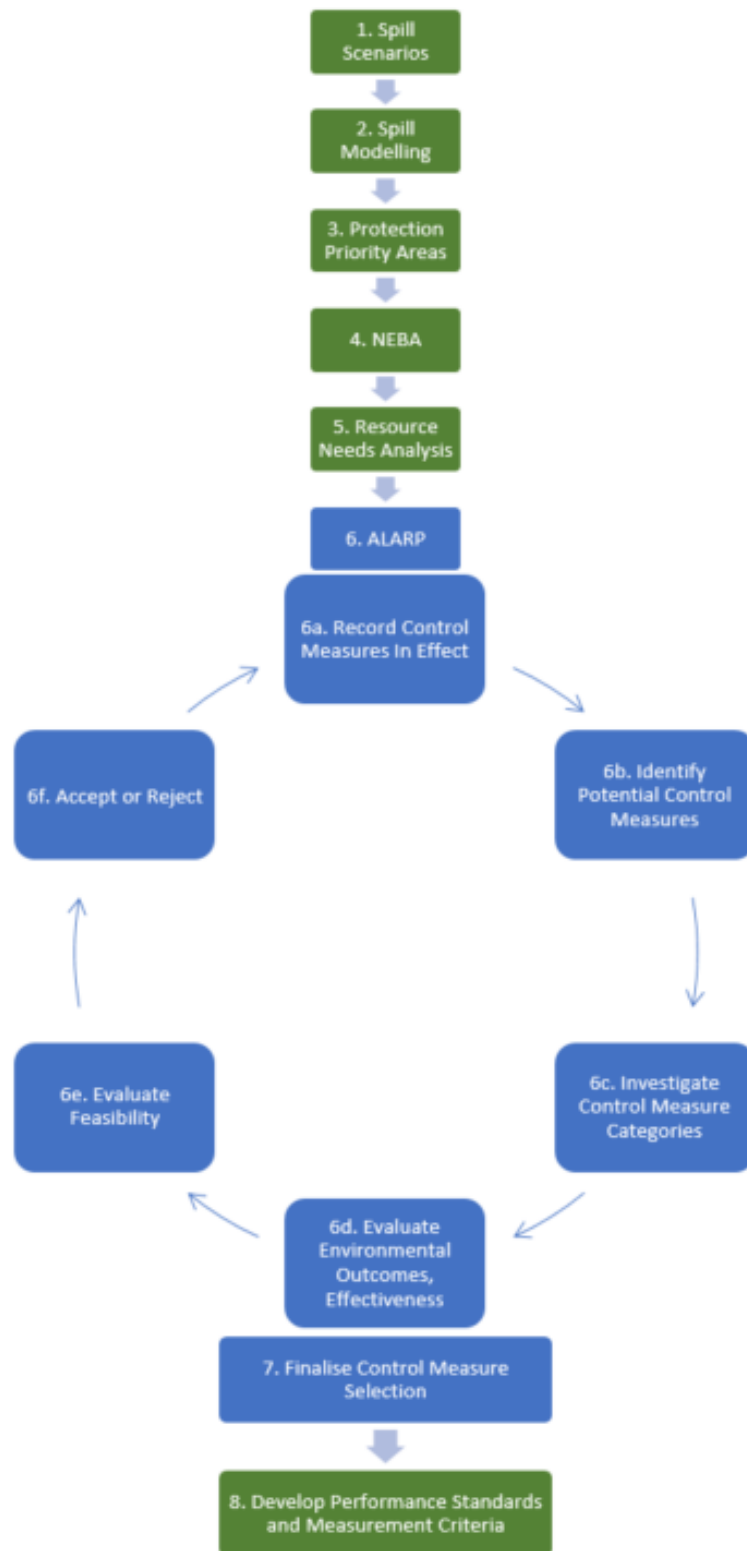 1. Spill
Scenarios
2. Spill
Modelling
3. Protection
Priority Areas
4. NEBA
5. Resource
Needs Analysis
6. ALARP
6a. Record Control
Measures In Effect
6b. Identify
Potential Control
Measures
6c. Investigate
Control Measure
Categories
6d. Evaluate
Environmental
Outcomes,
Effectiveness
6e. Evaluate
Feasibility
6f. Accept or Reject
7. Finalise Control Measure
Selection
8. Develop Performance Standards
and Measurement Criteria